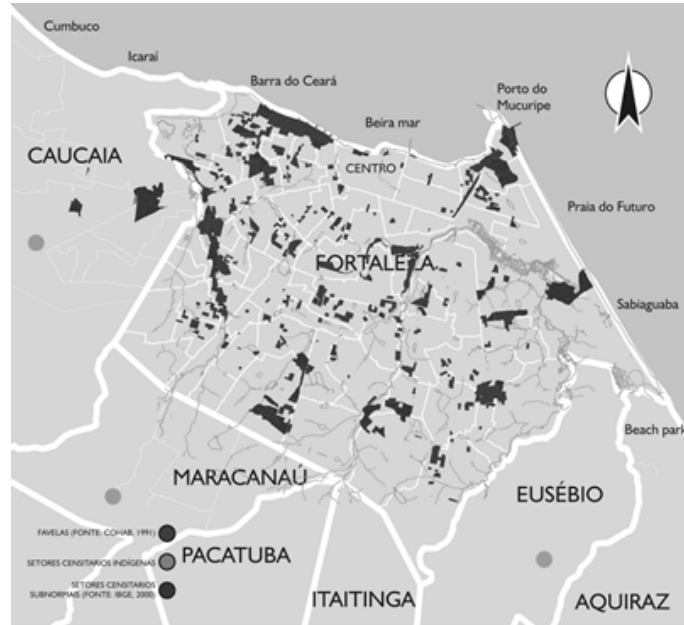 Cumbuco
Icaraí
Barra do Ceará
Porto do
Mucuripe
Beira mar
CAUCAIA
CENTRO
Praia do Futuro
FORTALEZA
Sabiaguaba
Beach park
MARACANAÚ
EUSÉBIO
FAVELAS (FONTE: COHAB, 1991)
SETORES CENSITARIOS INDÍGENAS
PACATUBA
SETORES CENSITARIOS
SUBNORMAIS (FONTE: IBGE, 2000)
ITAITINGA
AQUIRAZ